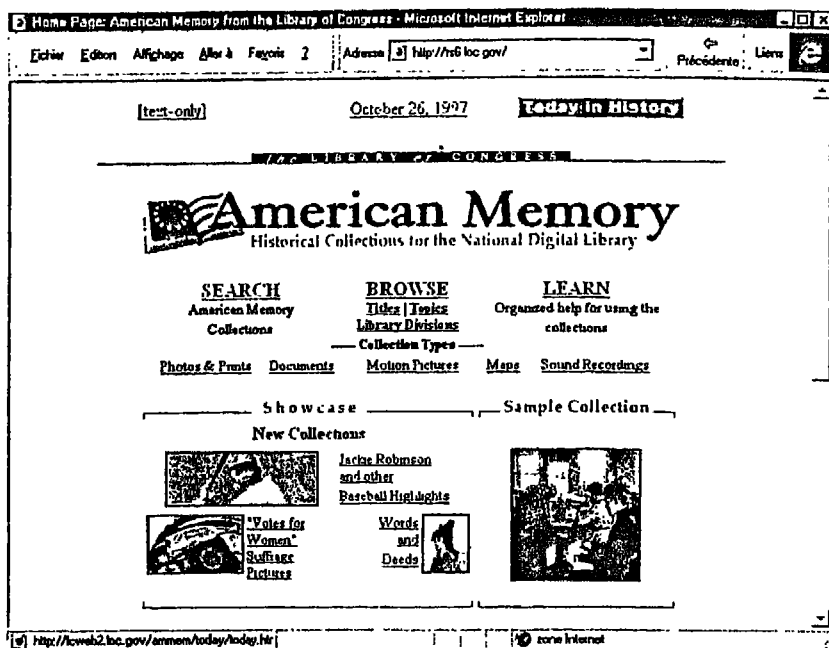 Home Page: American Memory from the Library of Congress - Microsoft Internet Explorer
Fichier Edition Affichage Aller à Favoris ? Adresse http://rs6.loc.gov/ Précédente Liens
[text-only] October 26, 1997 Today in History
the LIBRARY of CONGRESS
American Memory
Historical Collections for the National Digital Library
SEARCH BROWSE LEARN
American Memory Titles | Topics Organized help for using the
Collections Library Divisions collections
Collection Types
Photos & Prints Documents Motion Pictures Maps Sound Recordings
Showcase Sample Collection
New Collections
Jackie Robinson
and other
Baseball Highlights
"Votes for
Women"
Suffrage
Pictures
Words
and
Deeds
http://lcweb2.loc.gov/ammem/today/today.htr zone Internet